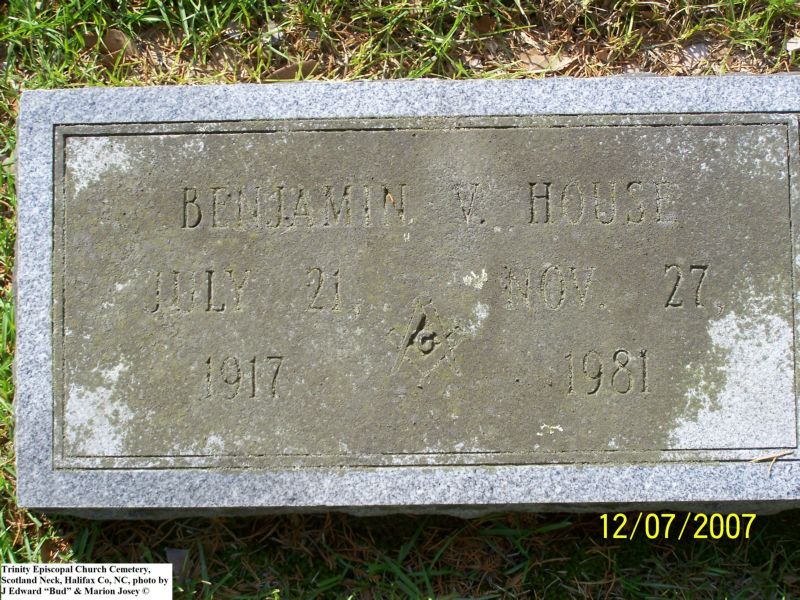 BENJAMIN V. HOUSE
JULY 21, NOV. 27,
1917 G 1981
12/07/2007
Trinity Episcopal Church Cemetery,
Scotland Neck, Halifax Co, NC, photo by
J Edward “Bud” & Marion Josey ©